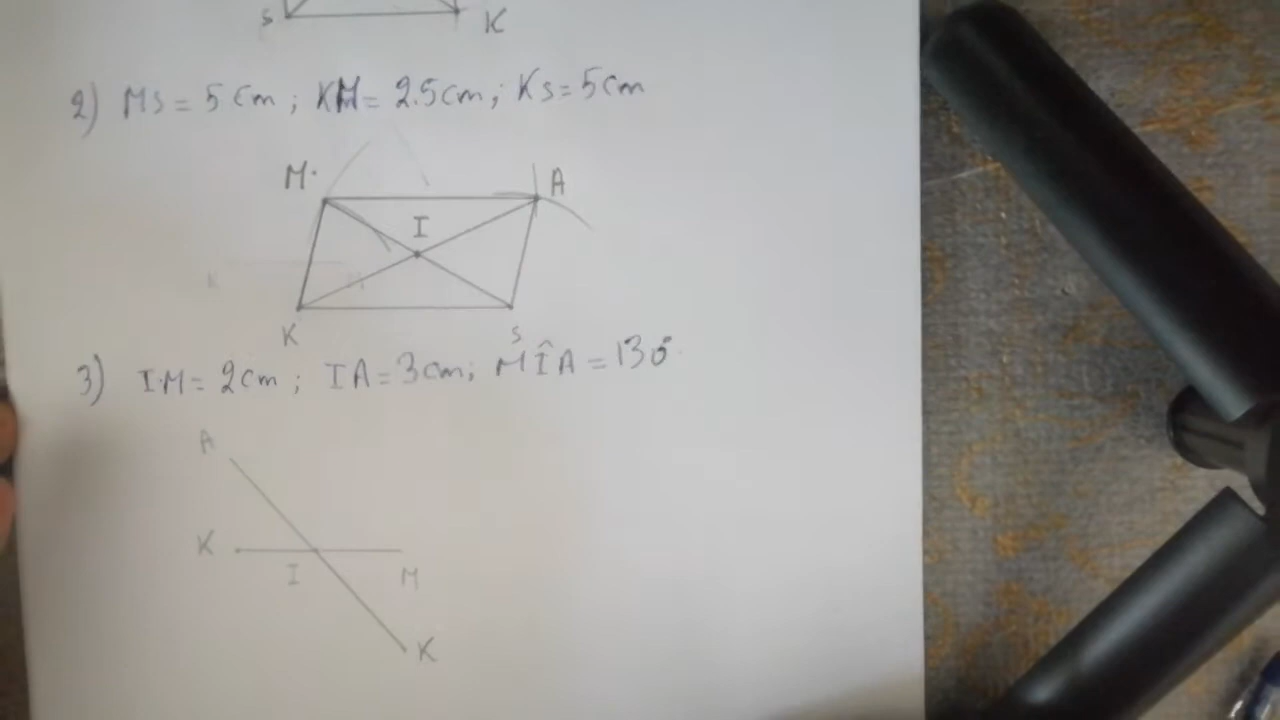 S K
2) MS = 5 cm ; KM = 2.5 cm ; KS = 5 cm
M. A
I
K M
K S
3) IM = 2 cm ; IA = 3 cm ; MÎA = 130°
A
K I M
K